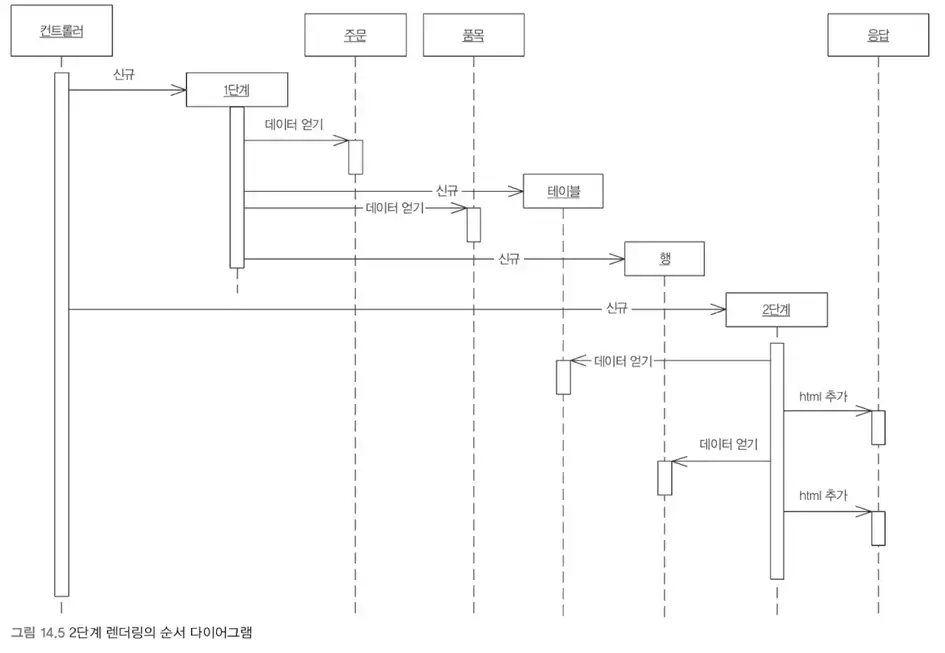 컨트롤러
주문
품목
응답
신규
1단계
데이터 얻기
신규
테이블
데이터 얻기
신규
행
신규
2단계
데이터 얻기
html 추가
데이터 얻기
html 추가
그림 14.5 2단계 렌더링의 순서 다이어그램